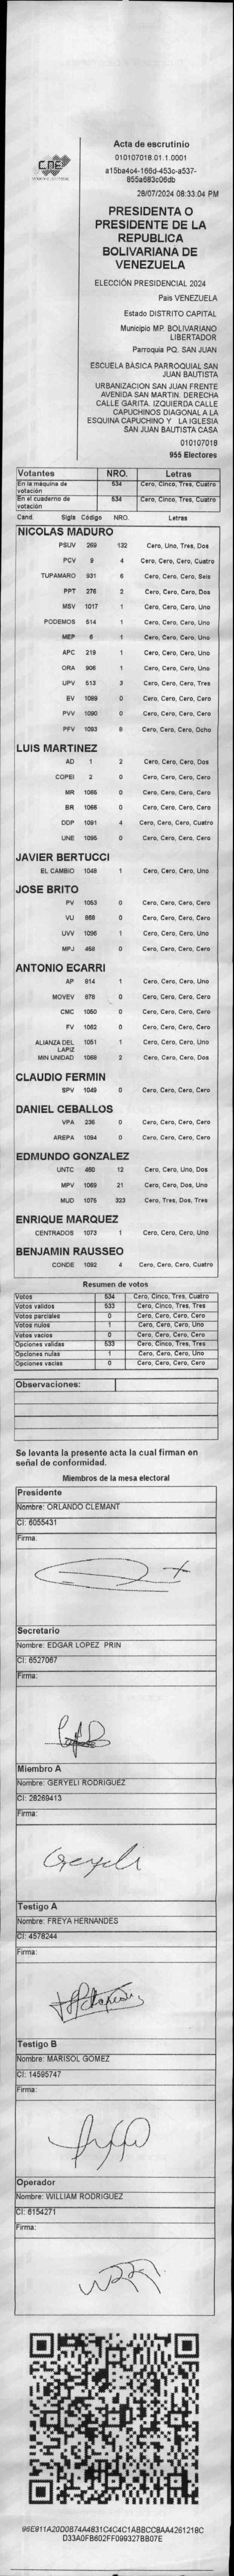 CNE
Acta de escrutinio
010107018.01.1.0001
a15ba4c4-166d-453c-a537-
855a683c06db
28/07/2024 08:33:04 PM
PRESIDENTA O
PRESIDENTE DE LA
REPUBLICA
BOLIVARIANA DE
VENEZUELA
ELECCIÓN PRESIDENCIAL 2024
Pais VENEZUELA
Estado DISTRITO CAPITAL
Municipio MP. BOLIVARIANO
LIBERTADOR
Parroquia PQ. SAN JUAN
ESCUELA BÁSICA PARROQUIAL SAN
JUAN BAUTISTA
URBANIZACION SAN JUAN FRENTE
AVENIDA SAN MARTIN. DERECHA
CALLE GARITA. IZQUIERDA CALLE
CAPUCHINOS DIAGONAL A LA
ESQUINA CAPUCHINO Y LA IGLESIA
SAN JUAN BAUTISTA CASA
010107018
955 Electores
Votantes NRO. Letras
En la máquina de votación 534 Cero, Cinco, Tres, Cuatro
En el cuaderno de votación 534 Cero, Cinco, Tres, Cuatro
Cand. Sigla Código NRO. Letras
NICOLAS MADURO
PSUV 269 132 Cero, Uno, Tres, Dos
PCV 9 4 Cero, Cero, Cero, Cuatro
TUPAMARO 931 6 Cero, Cero, Cero, Seis
PPT 276 2 Cero, Cero, Cero, Dos
MSV 1017 1 Cero, Cero, Cero, Uno
PODEMOS 514 1 Cero, Cero, Cero, Uno
MEP 6 1 Cero, Cero, Cero, Uno
APC 219 1 Cero, Cero, Cero, Uno
ORA 906 1 Cero, Cero, Cero, Uno
UPV 513 3 Cero, Cero, Cero, Tres
EV 1089 0 Cero, Cero, Cero, Cero
PVV 1090 0 Cero, Cero, Cero, Cero
PFV 1093 8 Cero, Cero, Cero, Ocho
LUIS MARTINEZ
AD 1 2 Cero, Cero, Cero, Dos
COPEI 2 0 Cero, Cero, Cero, Cero
MR 1065 0 Cero, Cero, Cero, Cero
BR 1066 0 Cero, Cero, Cero, Cero
DDP 1091 4 Cero, Cero, Cero, Cuatro
UNE 1095 0 Cero, Cero, Cero, Cero
JAVIER BERTUCCI
EL CAMBIO 1048 1 Cero, Cero, Cero, Uno
JOSE BRITO
PV 1053 0 Cero, Cero, Cero, Cero
VU 868 0 Cero, Cero, Cero, Cero
UVV 1096 1 Cero, Cero, Cero, Uno
MPJ 458 0 Cero, Cero, Cero, Cero
ANTONIO ECARRI
AP 914 1 Cero, Cero, Cero, Uno
MOVEV 978 0 Cero, Cero, Cero, Cero
CMC 1050 0 Cero, Cero, Cero, Cero
FV 1062 0 Cero, Cero, Cero, Cero
ALIANZA DEL LAPIZ 1051 1 Cero, Cero, Cero, Uno
MIN UNIDAD 1068 2 Cero, Cero, Cero, Dos
CLAUDIO FERMIN
SPV 1049 0 Cero, Cero, Cero, Cero
DANIEL CEBALLOS
VPA 236 0 Cero, Cero, Cero, Cero
AREPA 1094 0 Cero, Cero, Cero, Cero
EDMUNDO GONZALEZ
UNTC 460 12 Cero, Cero, Uno, Dos
MPV 1069 21 Cero, Cero, Dos, Uno
MUD 1075 323 Cero, Tres, Dos, Tres
ENRIQUE MARQUEZ
CENTRADOS 1073 1 Cero, Cero, Cero, Uno
BENJAMIN RAUSSEO
CONDE 1092 4 Cero, Cero, Cero, Cuatro
Resumen de votos
Votos 534 Cero, Cinco, Tres, Cuatro
Votos validos 533 Cero, Cinco, Tres, Tres
Votos parciales 0 Cero, Cero, Cero, Cero
Votos nulos 1 Cero, Cero, Cero, Uno
Votos vacios 0 Cero, Cero, Cero, Cero
Opciones validas 533 Cero, Cinco, Tres, Tres
Opciones nulas 1 Cero, Cero, Cero, Uno
Opciones vacias 0 Cero, Cero, Cero, Cero
Observaciones:
Se levanta la presente acta la cual firman en
señal de conformidad.
Miembros de la mesa electoral
Presidente
Nombre: ORLANDO CLEMANT
CI: 6055431
Firma:
Secretario
Nombre: EDGAR LOPEZ PRIN
CI: 6527067
Firma:
Miembro A
Nombre: GERYELI RODRIGUEZ
CI: 28269413
Firma:
Geryeli
Testigo A
Nombre: FREYA HERNANDES
CI: 4578244
Firma:
Testigo B
Nombre: MARISOL GOMEZ
CI: 14595747
Firma:
Operador
Nombre: WILLIAM RODRIGUEZ
CI: 6154271
Firma:
96E911A20D0B74A4831C4C4C1ABBCC8AA4261218C
D33A0FB602FF099327BB07E